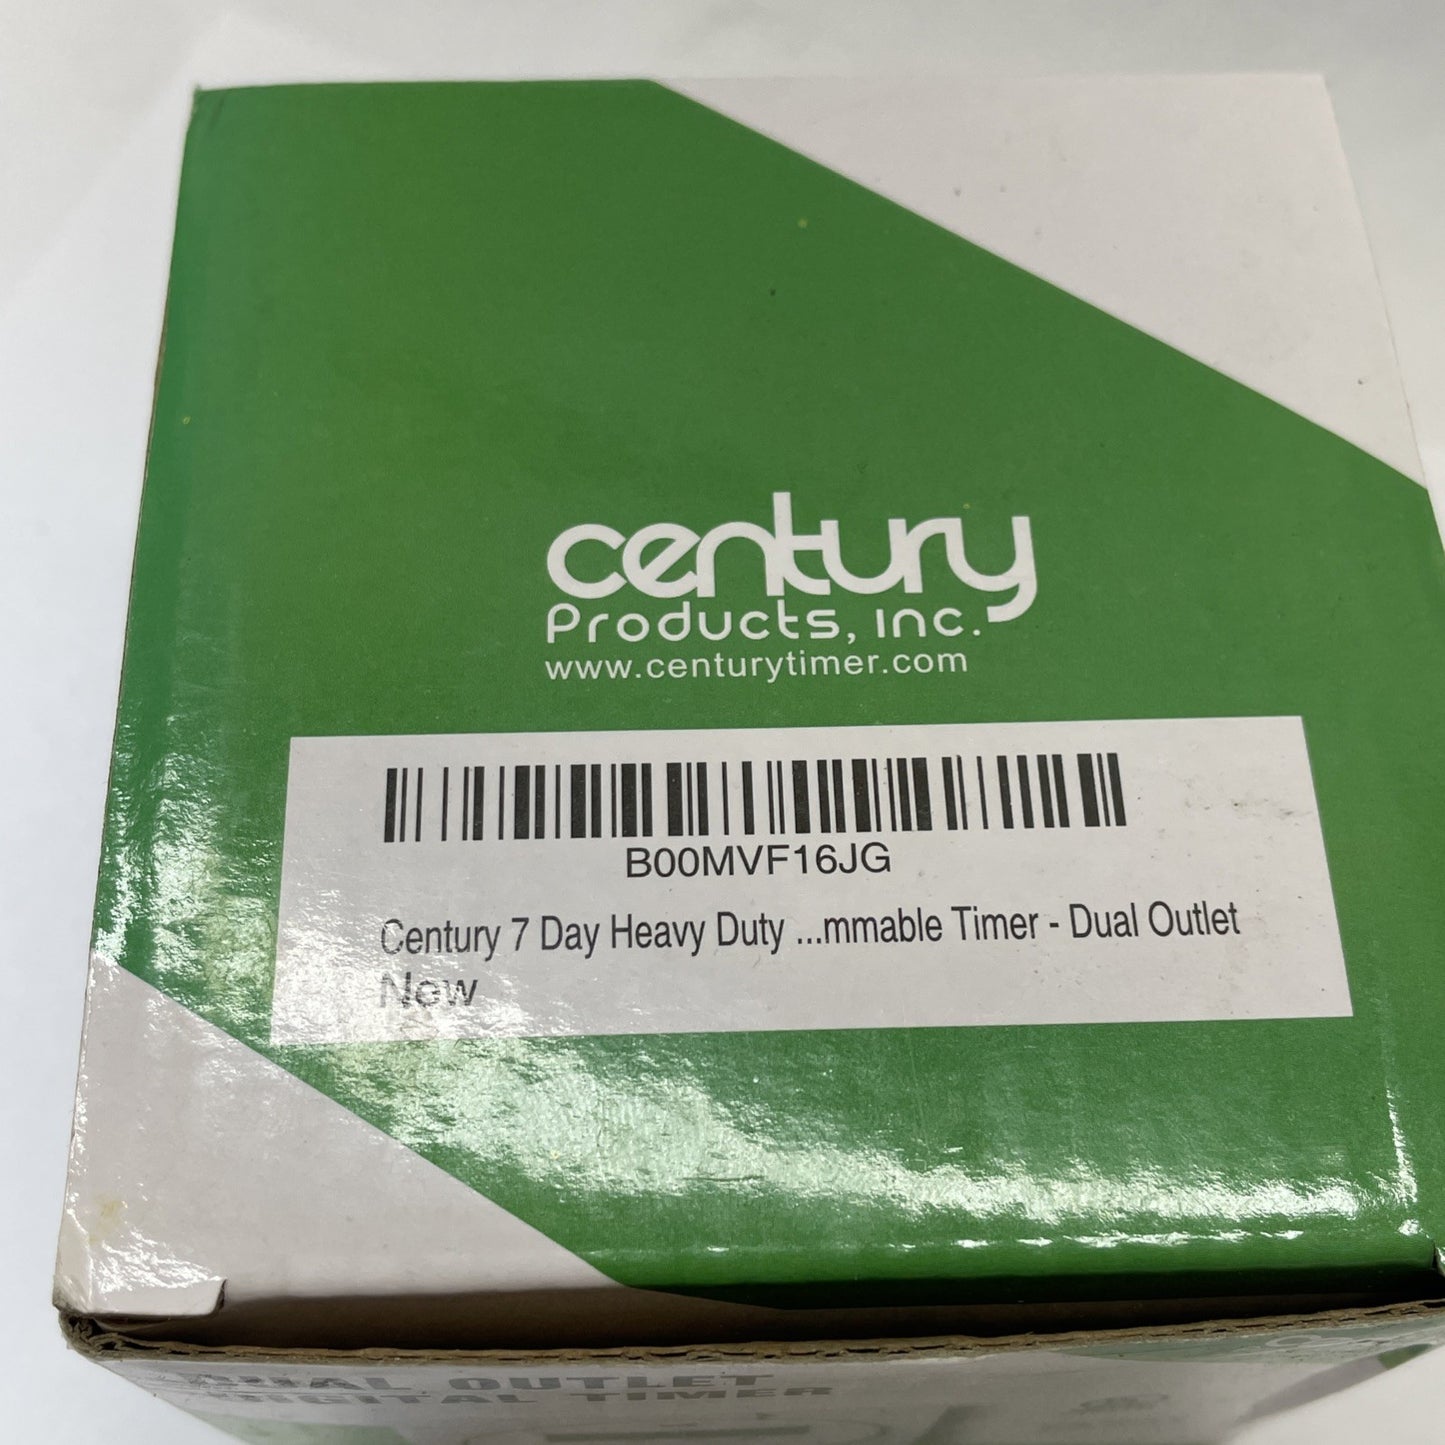 century
Products, Inc.
www.centurytimer.com
B00MVF16JG
Century 7 Day Heavy Duty ...mmable Timer - Dual Outlet
New
DUAL OUTLET
DIGITAL TIMER